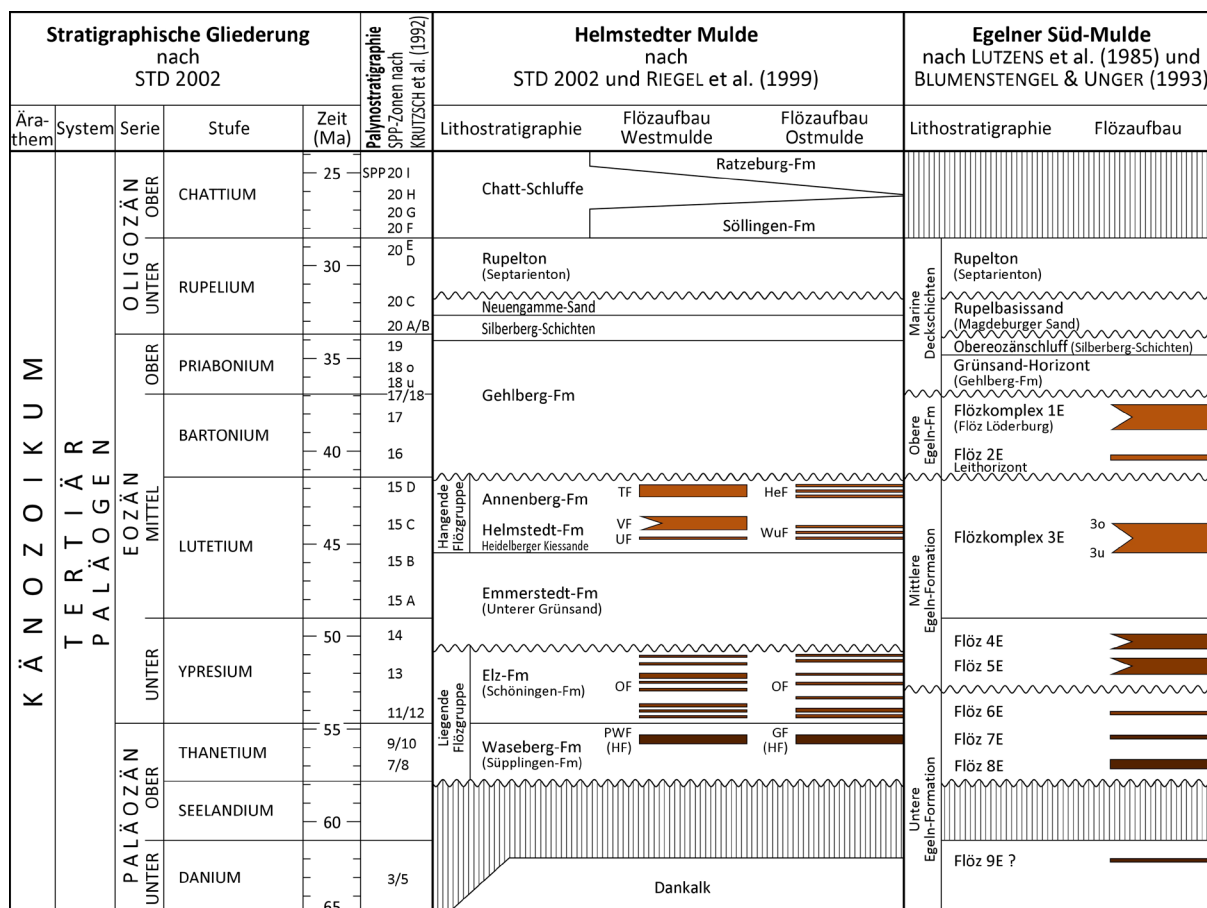 Stratigraphische Gliederung
nach
STD 2002
Palynostratigraphie
SPP-Zonen nach
KRUTZSCH et al. (1992)
Helmstedter Mulde
nach
STD 2002 und RIEGEL et al. (1999)
Egelner Süd-Mulde
nach LUTZENS et al. (1985) und
BLUMENSTENGEL & UNGER (1993)
Ära-
them
System
Serie
Stufe
Zeit
(Ma)
Lithostratigraphie
Flözaufbau
Westmulde
Flözaufbau
Ostmulde
Lithostratigraphie
Flözaufbau
KÄNOZOIKUM
TERTIÄR
PALÄOGEN
OLIGOZÄN
OBER
UNTER
EOZÄN
OBER
MITTEL
UNTER
PALÄOZÄN
OBER
UNTER
CHATTIUM
RUPELIUM
PRIABONIUM
BARTONIUM
LUTETIUM
YPRESIUM
THANETIUM
SEELANDIUM
DANIUM
25
30
35
40
45
50
55
60
65
SPP 20 I
20 H
20 G
20 F
20 E
D
20 C
20 A/B
19
18 o
18 u
17/18
17
16
15 D
15 C
15 B
15 A
14
13
11/12
9/10
7/8
3/5
Chatt-Schluffe
Ratzeburg-Fm
Söllingen-Fm
Rupelton
(Septarienton)
Neuengamme-Sand
Silberberg-Schichten
Gehlberg-Fm
Hangende
Flözgruppe
Annenberg-Fm
Helmstedt-Fm
Heidelberger Kiessande
TF
VF
UF
HeF
WuF
Emmerstedt-Fm
(Unterer Grünsand)
Liegende
Flözgruppe
Elz-Fm
(Schöningen-Fm)
OF
OF
Waseberg-Fm
(Süpplingen-Fm)
PWF
(HF)
GF
(HF)
Dankalk
Marine
Deckschichten
Rupelton
(Septarienton)
Rupelbasissand
(Magdeburger Sand)
Obereozänschluff (Silberberg-Schichten)
Grünsand-Horizont
(Gehlberg-Fm)
Obere
Egeln-Fm
Flözkomplex 1E
(Flöz Löderburg)
Flöz 2E
Leithorizont
Mittlere
Egeln-Formation
Flözkomplex 3E
3o
3u
Flöz 4E
Flöz 5E
Untere
Egeln-Formation
Flöz 6E
Flöz 7E
Flöz 8E
Flöz 9E ?